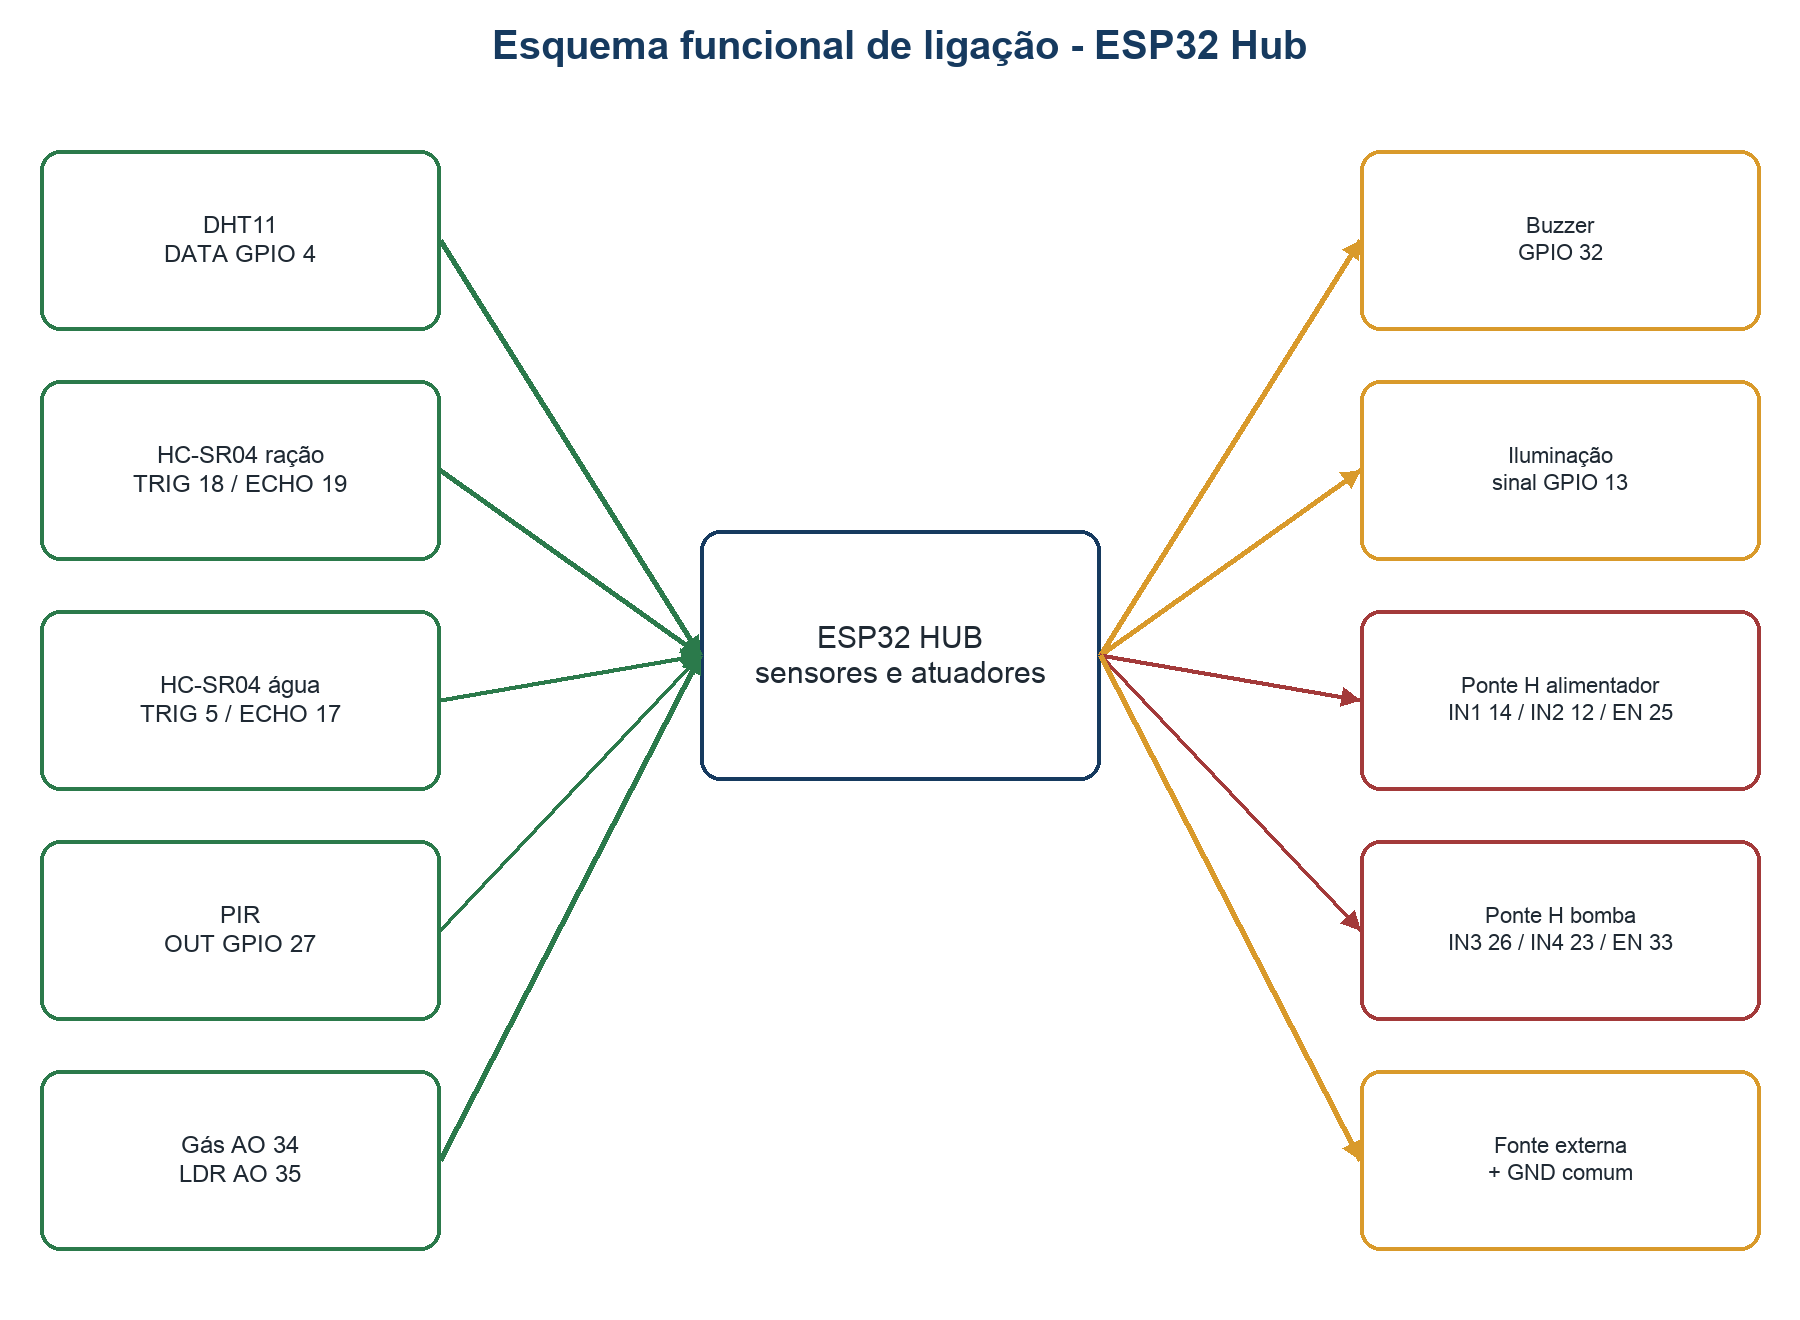 Esquema funcional de ligação - ESP32 Hub
DHT11
DATA GPIO 4
HC-SR04 ração
TRIG 18 / ECHO 19
HC-SR04 água
TRIG 5 / ECHO 17
PIR
OUT GPIO 27
Gás AO 34
LDR AO 35
ESP32 HUB
sensores e atuadores
Buzzer
GPIO 32
Iluminação
sinal GPIO 13
Ponte H alimentador
IN1 14 / IN2 12 / EN 25
Ponte H bomba
IN3 26 / IN4 23 / EN 33
Fonte externa
+ GND comum